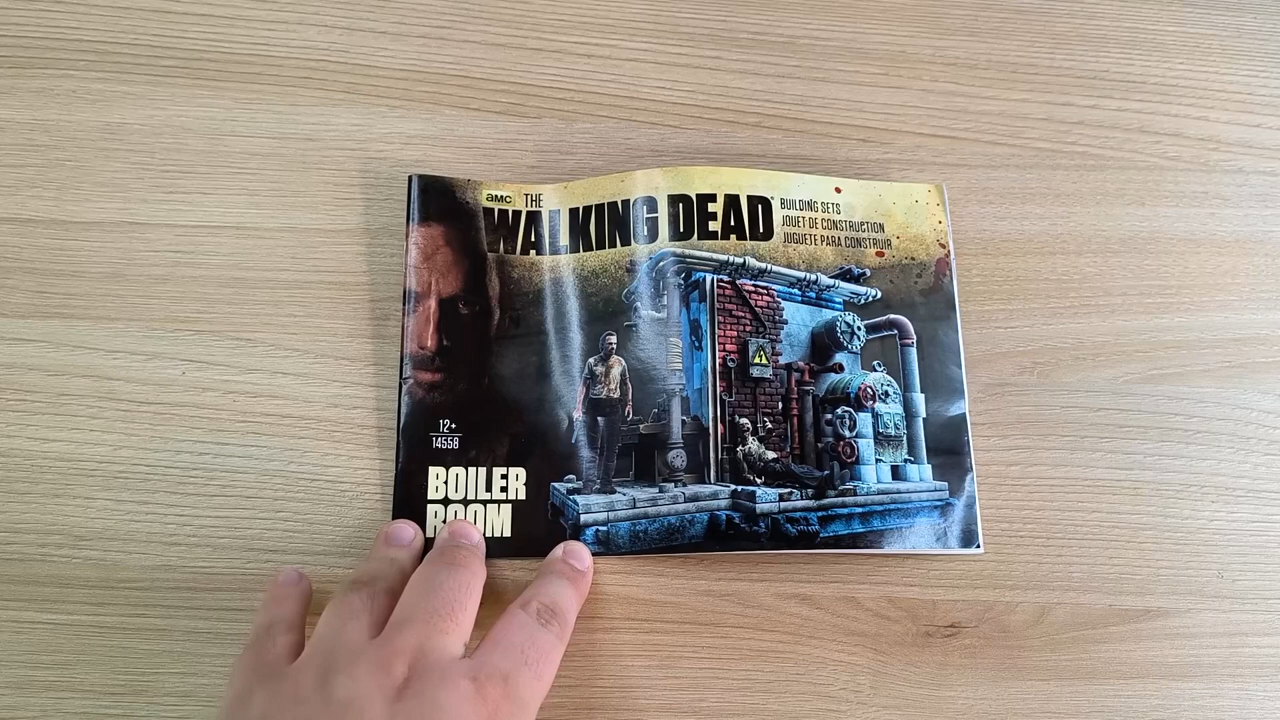 aMC THE
WALKING DEAD
BUILDING SETS
JOUET DE CONSTRUCTION
JUGUETE PARA CONSTRUIR
12+
14558
BOILER
ROOM